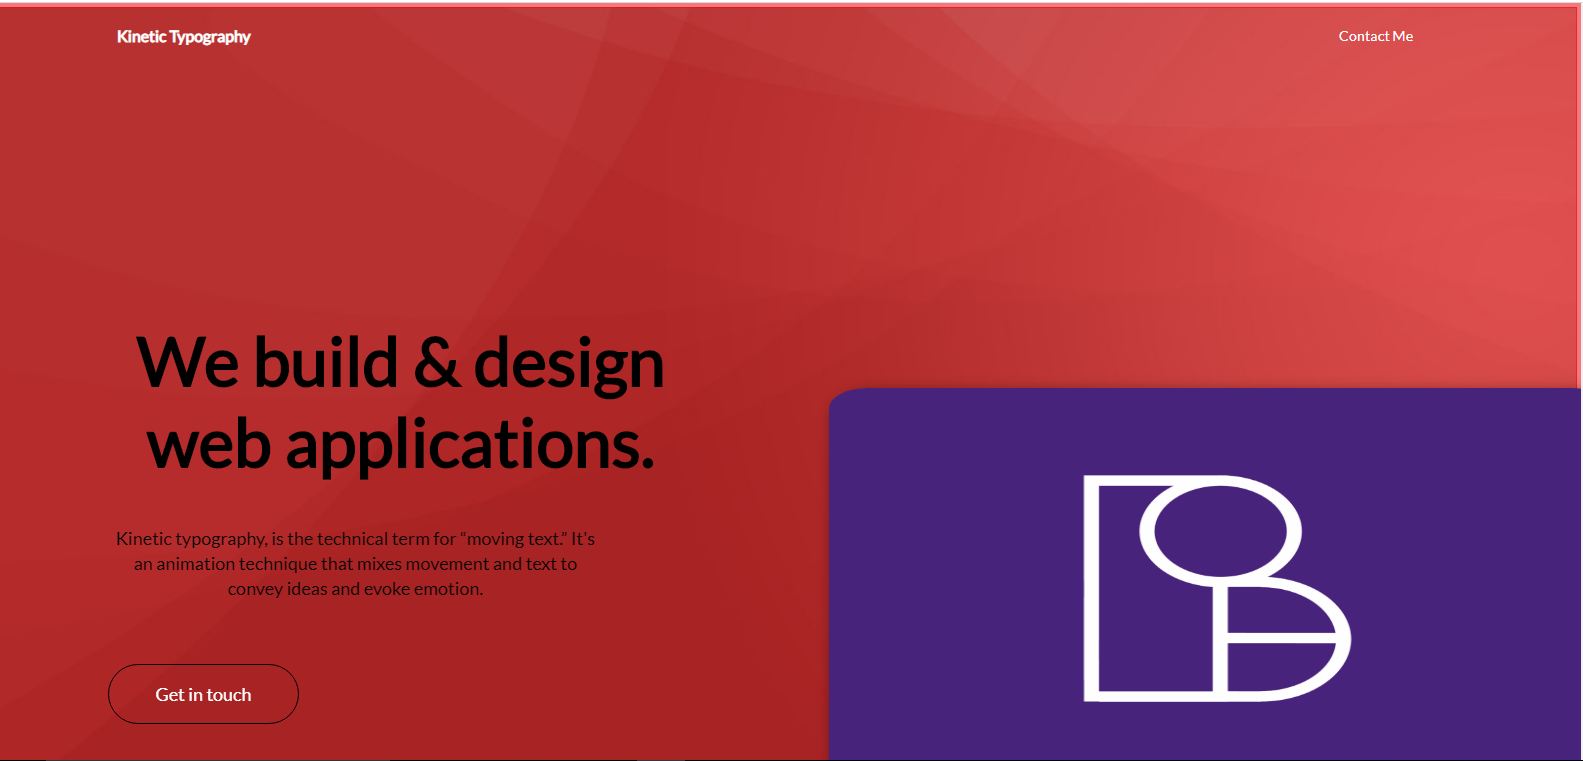 Kinetic Typography
Contact Me
We build & design
web applications.
Kinetic typography, is the technical term for “moving text.” It's
an animation technique that mixes movement and text to
convey ideas and evoke emotion.
Get in touch